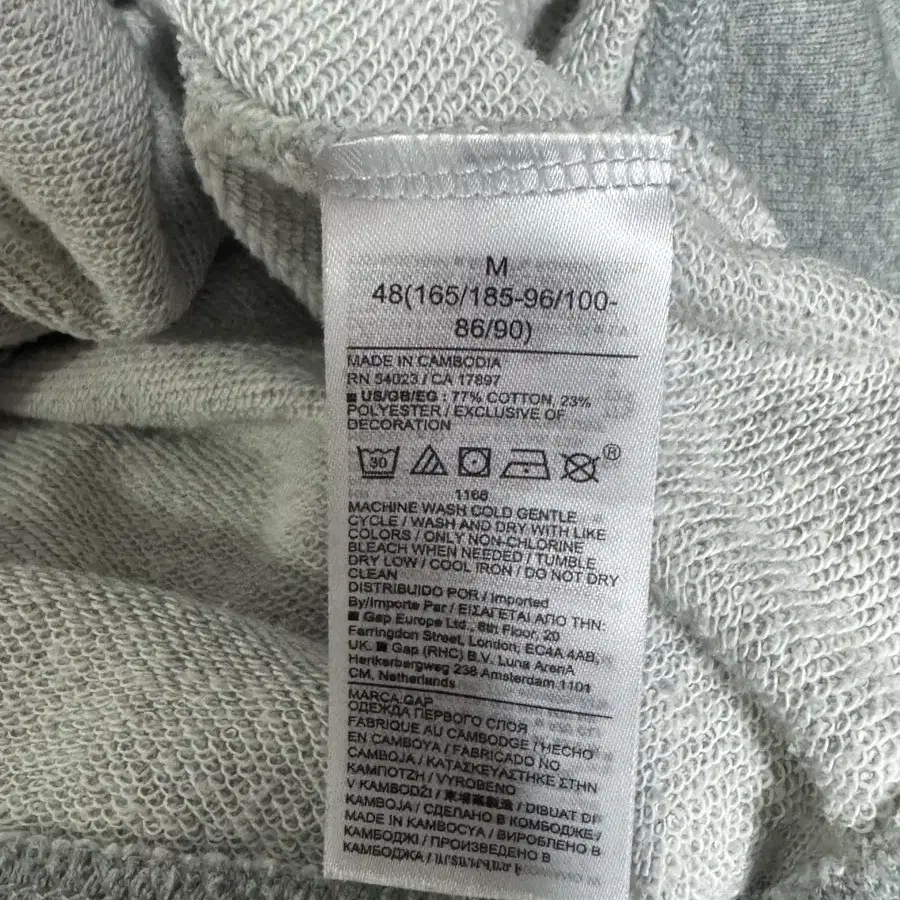 M
48(165/185-96/100-
86/90)
MADE IN CAMBODIA
RN 54023 / CA 17897
■ US/GB/EG : 77% COTTON, 23%
POLYESTER / EXCLUSIVE OF
DECORATION
30 ®
1166
MACHINE WASH COLD GENTLE
CYCLE / WASH AND DRY WITH LIKE
COLORS / ONLY NON-CHLORINE
BLEACH WHEN NEEDED / TUMBLE
DRY LOW / COOL IRON / DO NOT DRY
CLEAN
DISTRIBUIDO POR / Imported
By/Importe Par / ΕΙΣΑΓΕΤΑΙ ΑΠΟ ΤΗΝ:
■ Gap Europe Ltd., 8th Floor, 20
Farringdon Street, London, EC4A 4AB,
UK. ■ Gap (RHC) B.V. Luna ArenA
Herikerbergweg 238 Amsterdam 1101
CM, Netherlands
MARCA:GAP
ОДЕЖДА ПЕРВОГО СЛОЯ
FABRIQUE AU CAMBODGE / HECHO
EN CAMBOYA / FABRICADO NO
CAMBOJA / ΚΑΤΑΣΚΕΥΑΣΤΗΚΕ ΣΤΗΝ
ΚΑΜΠΟΤΖΗ / VYROBENO
V KAMBODŽI / 柬埔寨製造 / DIBUAT DI
KAMBOJA / СДЕЛАНО В КОМБОДЖЕ /
MADE IN KAMBOCYA / ВИРОБЛЕНО В
КАМБОДЖІ / ПРОИЗВЕДЕНО В
КАМБОДЖА /